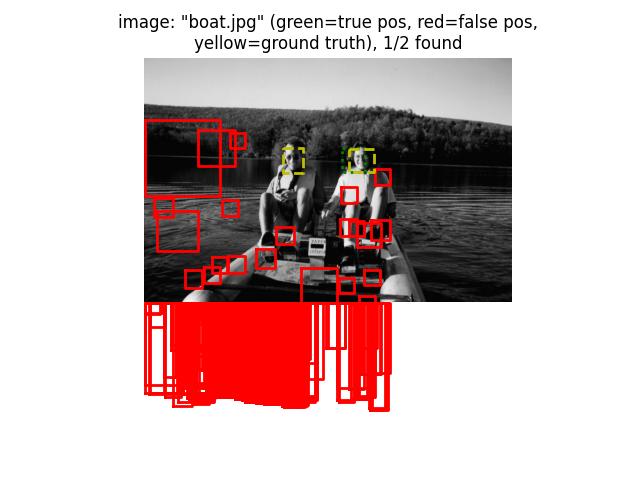 image: "boat.jpg" (green=true pos, red=false pos,
yellow=ground truth), 1/2 found